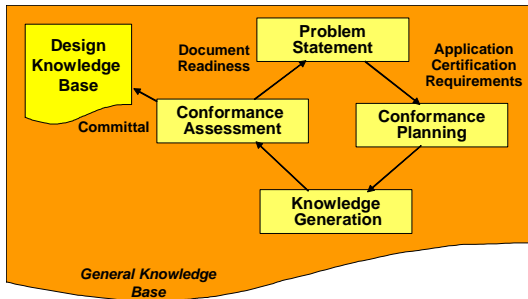 Problem
Statement
Design
Knowledge
Base
Document
Readiness
Application
Certification
Requirements
Committal
Conformance
Assessment
Conformance
Planning
Knowledge
Generation
General Knowledge
Base